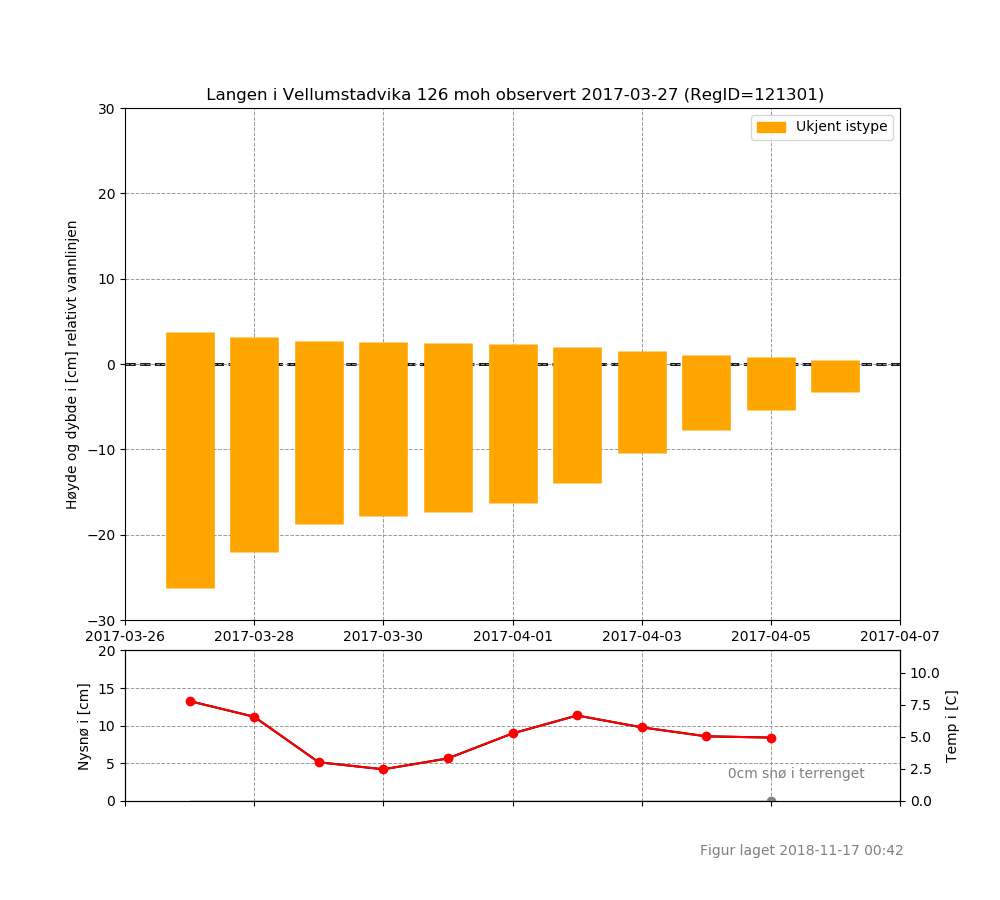 Langen i Vellumstadvika 126 moh observert 2017-03-27 (RegID=121301)
Ukjent istype
Høyde og dybde i [cm] relativt vannlinjen
30
20
10
0
−10
−20
−30
2017-03-26 2017-03-28 2017-03-30 2017-04-01 2017-04-03 2017-04-05 2017-04-07
Nysnø i [cm]
20
15
10
5
0
10.0
7.5
5.0
2.5
0.0
Temp i [C]
0cm snø i terrenget
Figur laget 2018-11-17 00:42